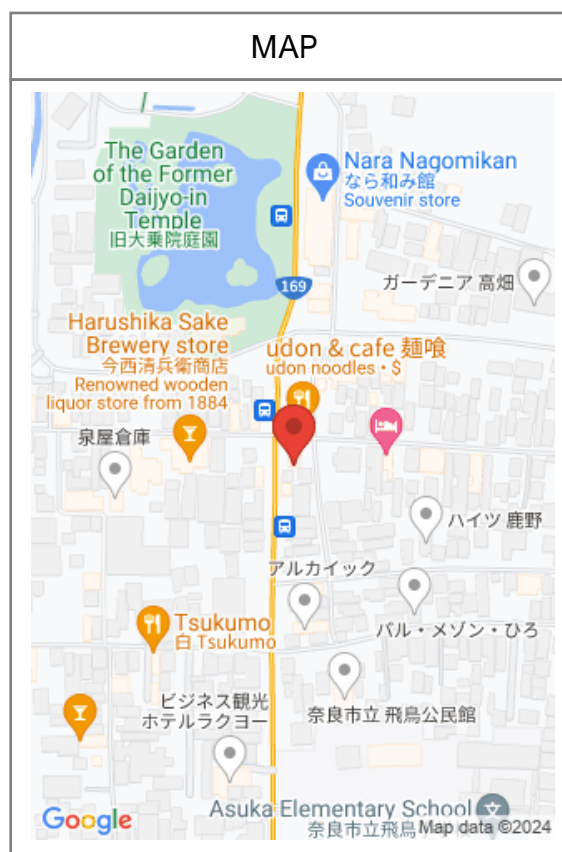 MAP
The Garden
of the Former
Daijyo-in
Temple
旧大乗院庭園
Nara Nagomikan
なら和み館
Souvenir store
169
ガーデニア 高畑
Harushika Sake
Brewery store
今西清兵衛商店
Renowned wooden
liquor store from 1884
udon & cafe 麺喰
udon noodles • $
泉屋倉庫
ハイツ 鹿野
アルカイック
パル・メゾン・ひろ
Tsukumo
白 Tsukumo
ビジネス観光
ホテルラクヨー
奈良市立 飛鳥公民館
Asuka Elementary School
奈良市立飛鳥
Google
Map data ©2024